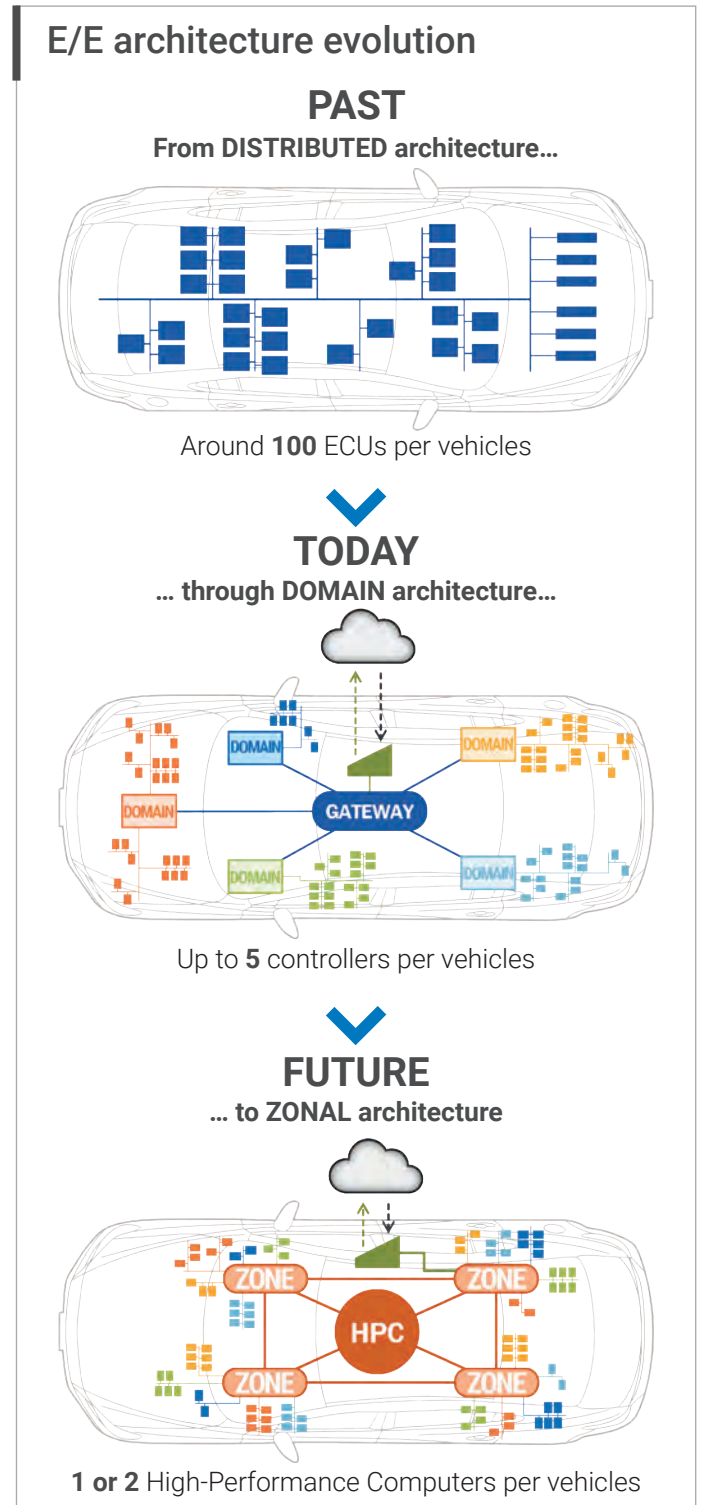 E/E architecture evolution
PAST
From DISTRIBUTED architecture…
Around 100 ECUs per vehicles
TODAY
… through DOMAIN architecture…
DOMAIN
DOMAIN
DOMAIN
GATEWAY
DOMAIN
DOMAIN
Up to 5 controllers per vehicles
FUTURE
… to ZONAL architecture
ZONE
ZONE
HPC
ZONE
ZONE
1 or 2 High-Performance Computers per vehicles